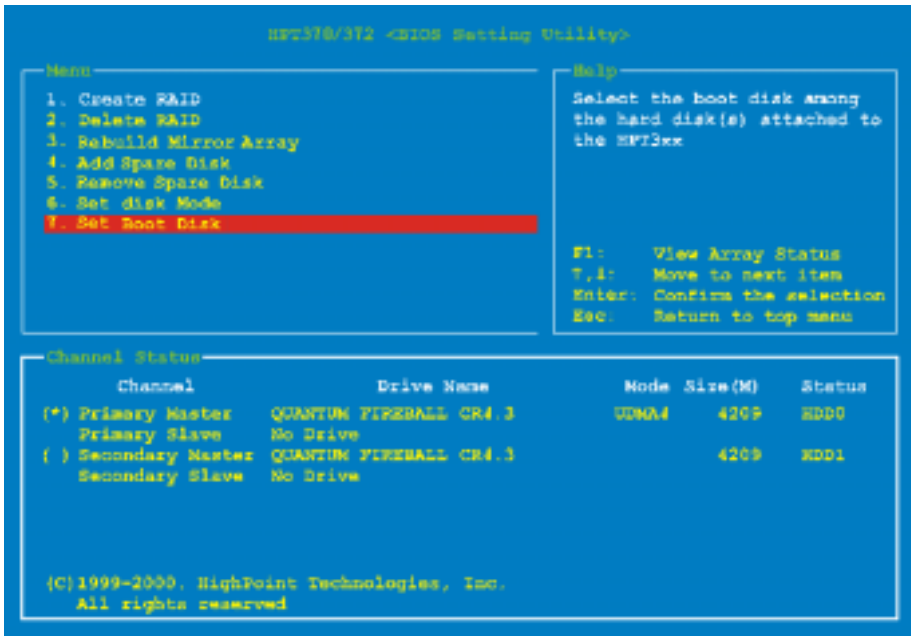 HPT370/372 <BIOS Setting Utility>
Menu
1. Create RAID
2. Delete RAID
3. Rebuild Mirror Array
4. Add Spare Disk
5. Remove Spare Disk
6. Set disk Mode
7. Set Boot Disk
Help
Select the boot disk among
the hard disk(s) attached to
the HPT3xx
F1: View Array Status
↑,↓: Move to next item
Enter: Confirm the selection
Esc: Return to top menu
Channel Status
Channel Drive Name Mode Size(M) Status
(*) Primary Master QUANTUM FIREBALL CR4.3 UDMA4 4209 HDD0
Primary Slave No Drive
( ) Secondary Master QUANTUM FIREBALL CR4.3 4209 HDD1
Secondary Slave No Drive
(C)1999-2000. HighPoint Technologies, Inc.
All rights reserved